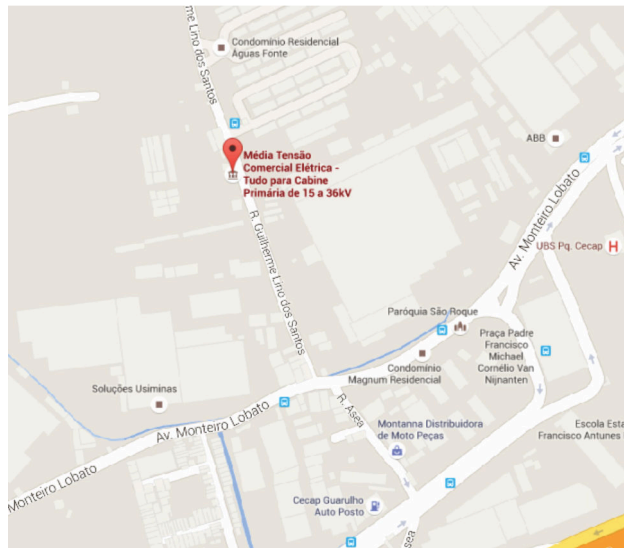 rme Lino dos Santos
Condomínio Residencial
Águas Fonte
ABB
Média Tensão
Comercial Elétrica -
Tudo para Cabine
Primária de 15 a 36kV
R. Guilherme Lino dos Santos
Av. Monteiro Lobato
UBS Pq. Cecap
H
Paróquia São Roque
Praça Padre
Francisco
Michael
Cornélio Van
Nijnanten
Condomínio
Magnum Residencial
Soluções Usiminas
R. Asea
Av. Monteiro Lobato
Montanna Distribuidora
de Moto Peças
Escola Esta
Francisco Antunes
Monteiro Lobato
Cecap Guarulho
Auto Posto
sea